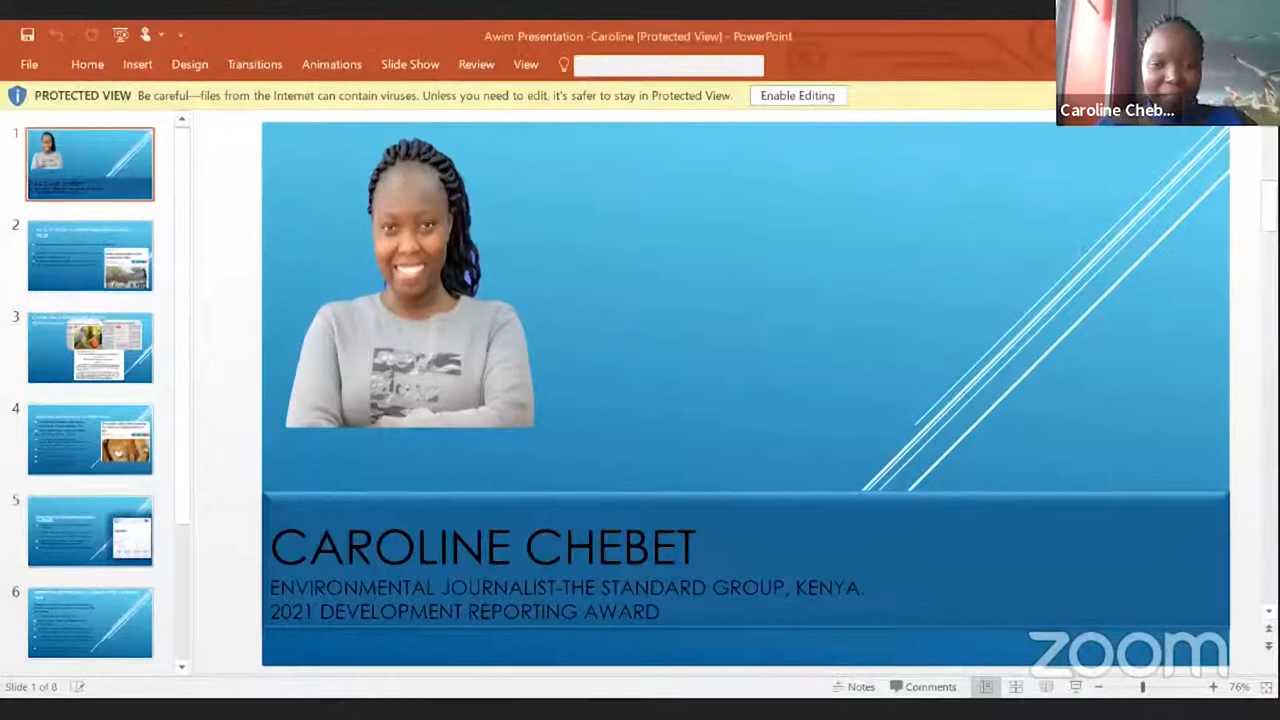 Awim Presentation -Caroline [Protected View] - PowerPoint
File Home Insert Design Transitions Animations Slide Show Review View
PROTECTED VIEW Be careful—files from the Internet can contain viruses. Unless you need to edit, it's safer to stay in Protected View. Enable Editing
Caroline Cheb...
1
2
3
4
5
6
CAROLINE CHEBET
ENVIRONMENTAL JOURNALIST-THE STANDARD GROUP, KENYA.
2021 DEVELOPMENT REPORTING AWARD
zoom
Slide 1 of 8 Notes Comments 76%